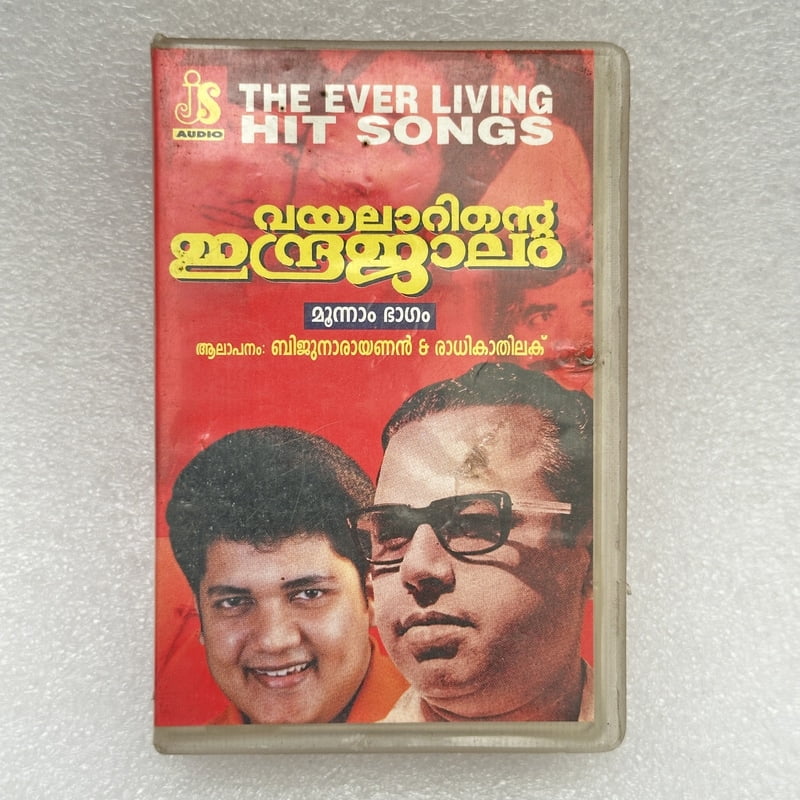 js
AUDIO
THE EVER LIVING
HIT SONGS
വയലാറിന്റെ
ഇന്ദ്രജാലം
മൂന്നാം ഭാഗം
ആലാപനം: ബിജുനാരായണൻ & രാധികാതിലക്